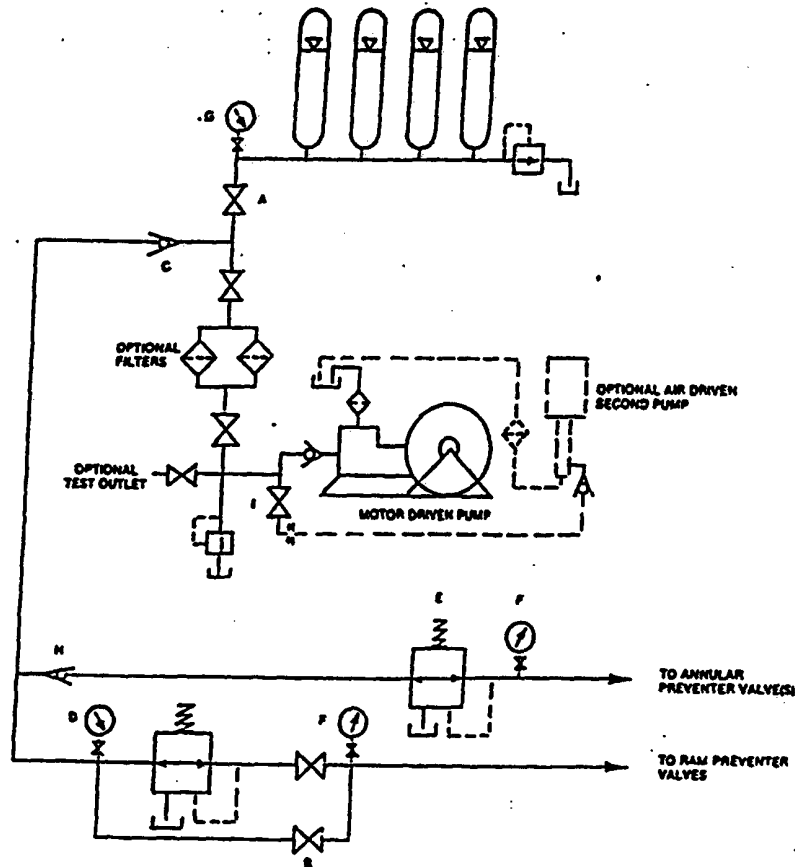 G
A
C
OPTIONAL
FILTERS
OPTIONAL AIR DRIVEN
SECOND PUMP
OPTIONAL
TEST OUTLET
MOTOR DRIVEN PUMP
E
F
H
TO ANNULAR
PREVENTER VALVE(S)
D
F
TO RAM PREVENTER
VALVES